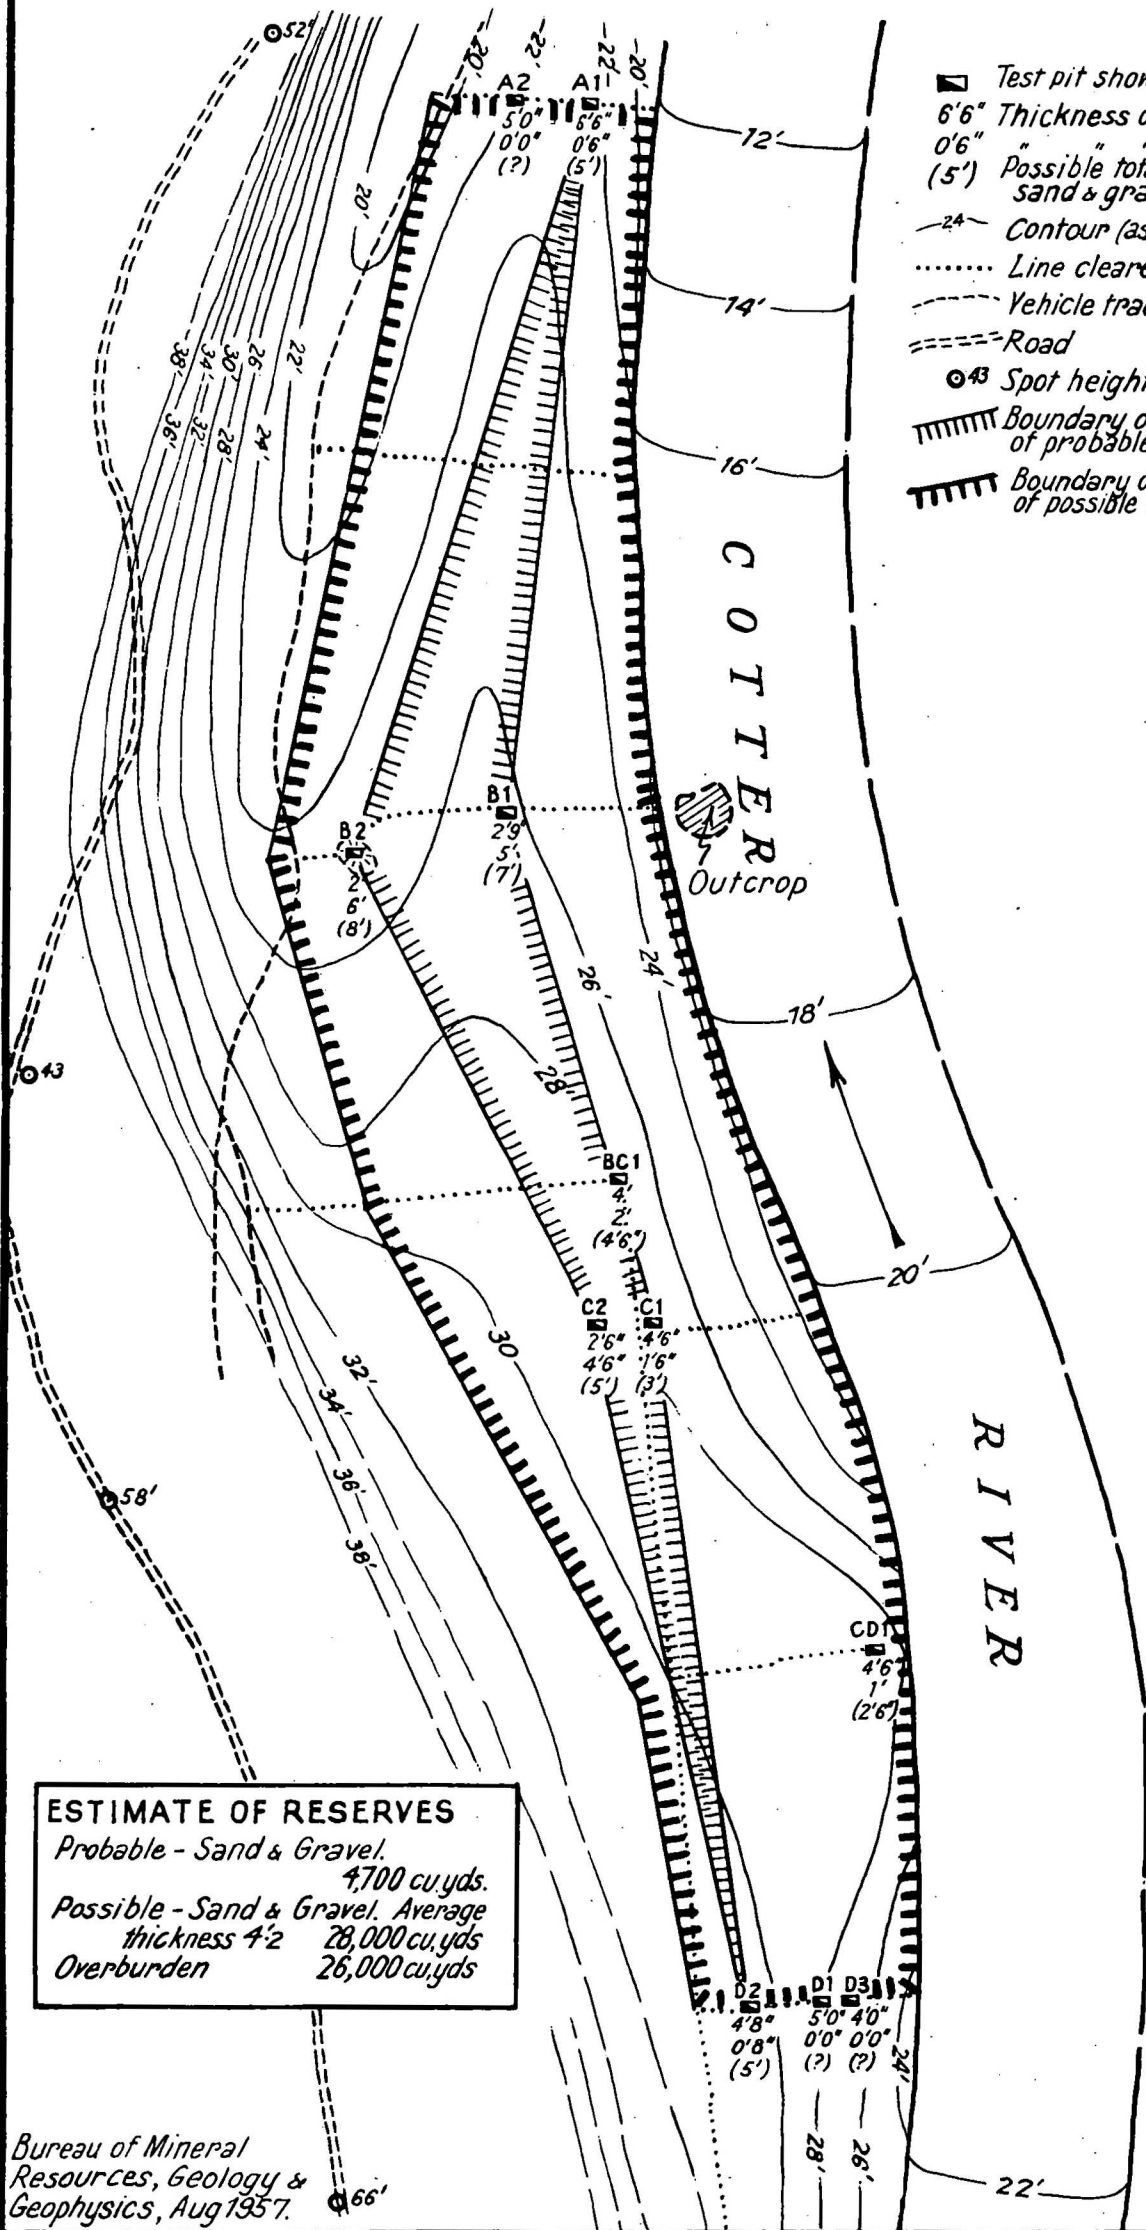 52'
20'
22'
22'
20'
A2
5'0"
0'0"
(?)
A1
6'6"
0'6"
(5')
Test pit
6'6" Thickness
0'6" " "
(5') Possible
sand &
24 Contour
Line
Vehicle
Road
43 Spot
Boundary
of probable
Boundary
of possible
12'
14'
16'
18'
20'
22'
20'
22'
24'
26'
28'
30'
32'
34'
36'
38'
COTTER
RIVER
Outcrop
B1
2'9"
5'
(7')
B2
2'
6'
(8')
26'
24'
28'
43
BC1
4'
2'
(4'6")
C2
2'6"
4'6"
(5')
C1
4'6"
1'6"
(3')
30
32'
34'
36'
38'
58'
CD1
4'6"
1'
(2'6")
ESTIMATE OF RESERVES
Probable - Sand & Gravel.
4,700 cu.yds.
Possible - Sand & Gravel. Average
thickness 4'2 28,000 cu.yds
Overburden 26,000 cu.yds
D2
4'8"
0'8"
(5')
D1
5'0"
0'0"
(?)
D3
4'0"
0'0"
(?)
24'
28'
26'
66'
Bureau of Mineral
Resources, Geology &
Geophysics, Aug 1957.